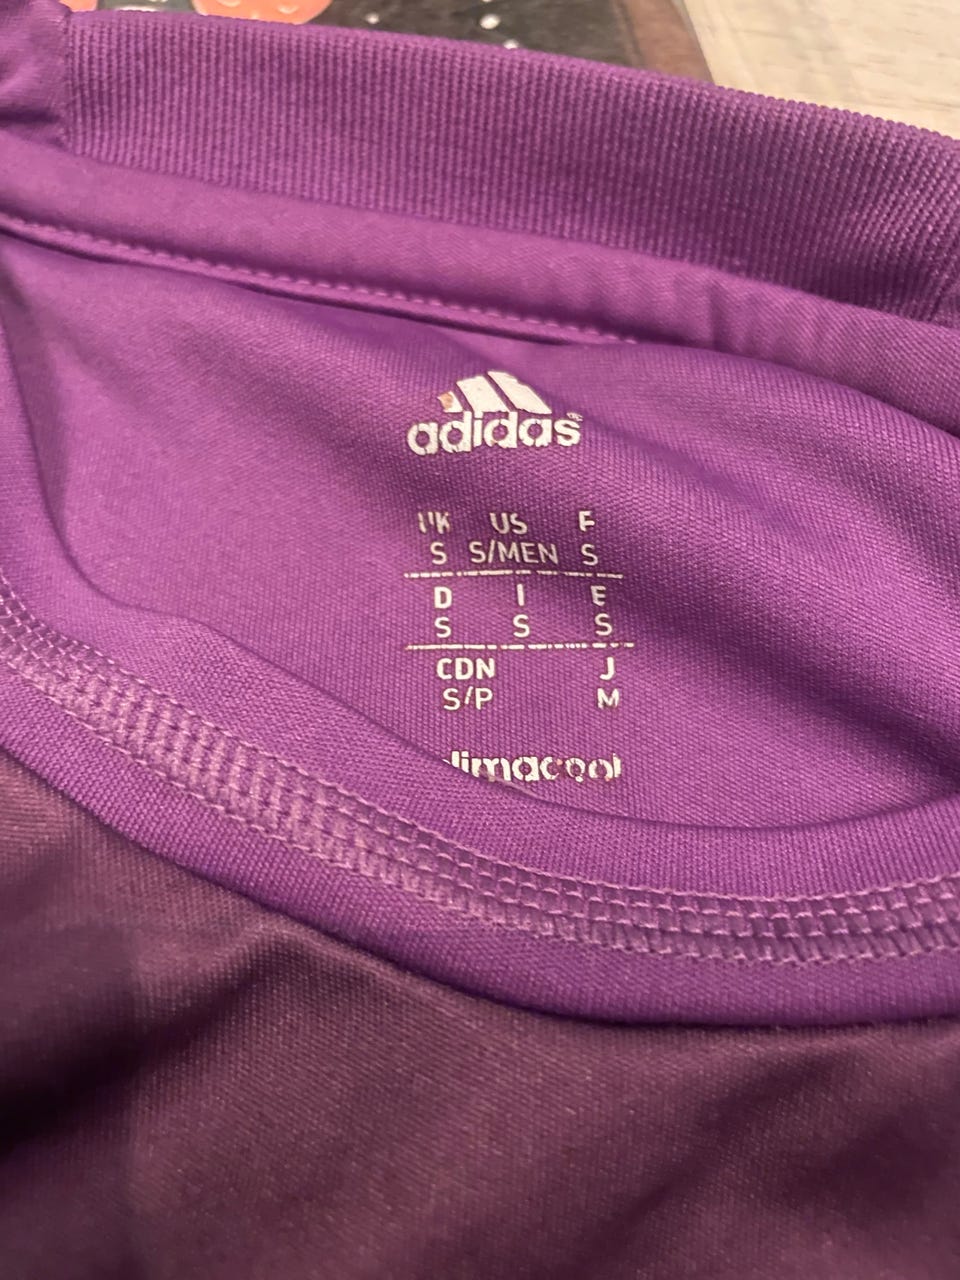 adidas®
UK US F
S S/MEN S
D I E
S S S
CDN J
S/P M
climacool